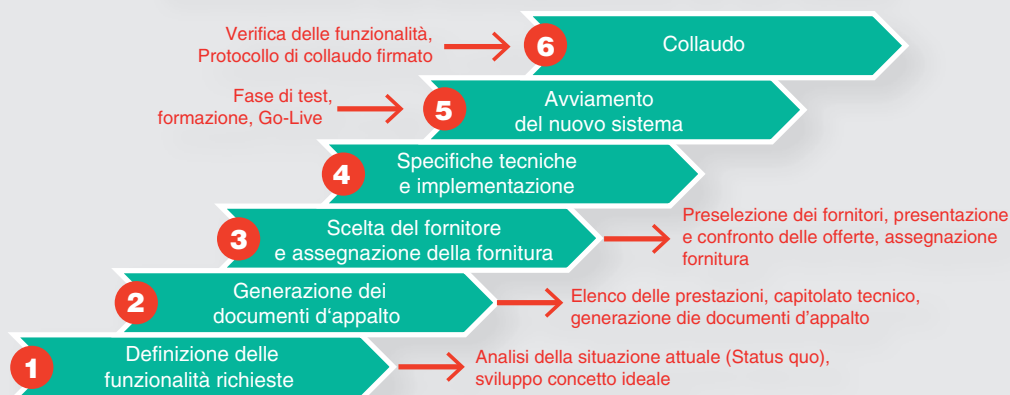 Verifica delle funzionalità,
Protocollo di collaudo firmato
6
Collaudo
Fase di test,
formazione, Go-Live
5
Avviamento
del nuovo sistema
4
Specifiche tecniche
e implementazione
3
Scelta del fornitore
e assegnazione della fornitura
Preselezione dei fornitori, presentazione
e confronto delle offerte, assegnazione
fornitura
2
Generazione dei
documenti d‘appalto
Elenco delle prestazioni, capitolato tecnico,
generazione die documenti d’appalto
1
Definizione delle
funzionalità richieste
Analisi della situazione attuale (Status quo),
sviluppo concetto ideale